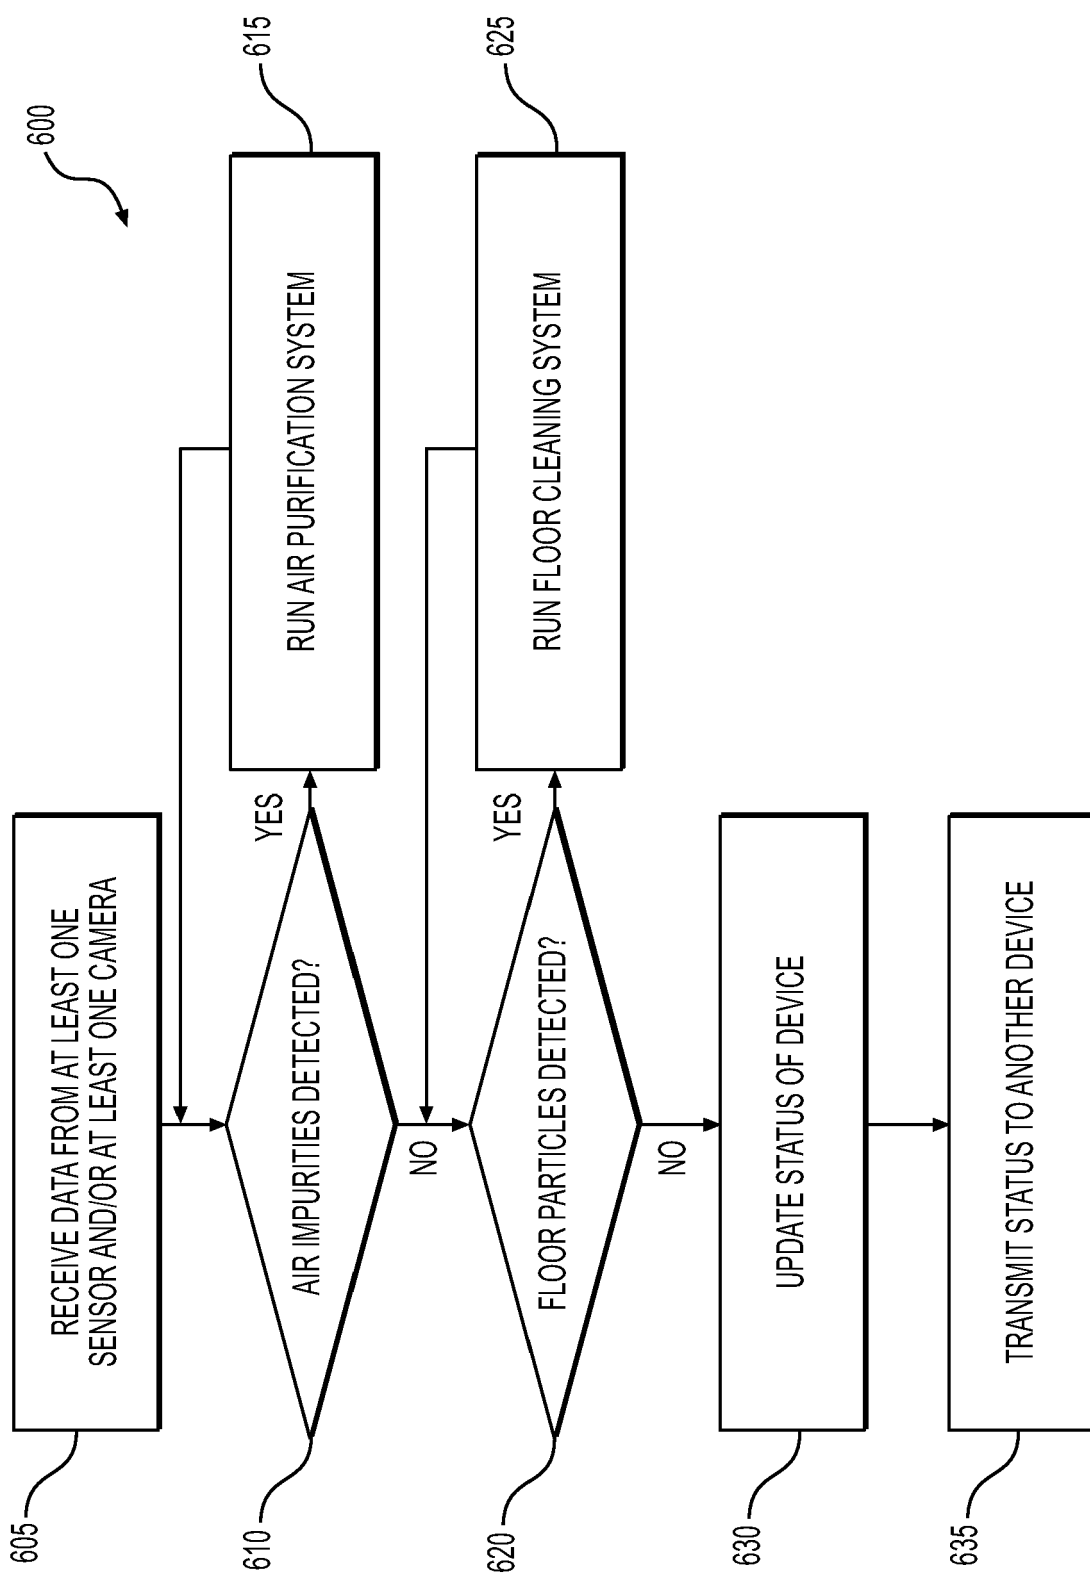 600
605
RECEIVE DATA FROM AT LEAST ONE
SENSOR AND/OR AT LEAST ONE CAMERA
610
AIR IMPURITIES DETECTED?
YES
RUN AIR PURIFICATION SYSTEM
615
NO
620
FLOOR PARTICLES DETECTED?
YES
RUN FLOOR CLEANING SYSTEM
625
NO
630
UPDATE STATUS OF DEVICE
635
TRANSMIT STATUS TO ANOTHER DEVICE